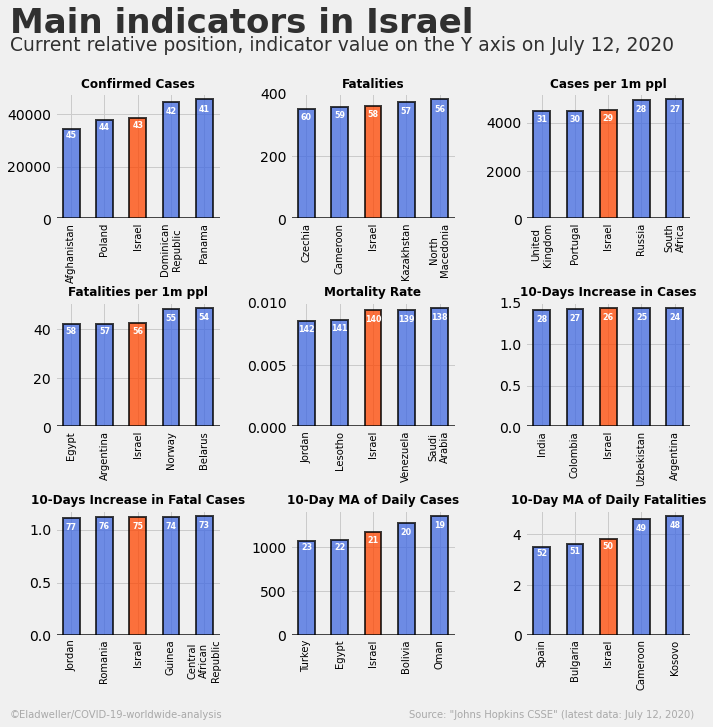 Main indicators in Israel
Current relative position, indicator value on the Y axis on July 12, 2020
Confirmed Cases
40000
20000
0
45
44
43
42
41
Afghanistan
Poland
Israel
Dominican
Republic
Panama
Fatalities
400
200
0
60
59
58
57
56
Czechia
Cameroon
Israel
Kazakhstan
North
Macedonia
Cases per 1m ppl
4000
2000
0
31
30
29
28
27
United
Kingdom
Portugal
Israel
Russia
South
Africa
Fatalities per 1m ppl
40
20
0
58
57
56
55
54
Egypt
Argentina
Israel
Norway
Belarus
Mortality Rate
0.010
0.005
0.000
142
141
140
139
138
Jordan
Lesotho
Israel
Venezuela
Saudi
Arabia
10-Days Increase in Cases
1.5
1.0
0.5
0.0
28
27
26
25
24
India
Colombia
Israel
Uzbekistan
Argentina
10-Days Increase in Fatal Cases
1.0
0.5
0.0
77
76
75
74
73
Jordan
Romania
Israel
Guinea
Central
African
Republic
10-Day MA of Daily Cases
1000
500
0
23
22
21
20
19
Turkey
Egypt
Israel
Bolivia
Oman
10-Day MA of Daily Fatalities
4
2
0
52
51
50
49
48
Spain
Bulgaria
Israel
Cameroon
Kosovo
©Eladweller/COVID-19-worldwide-analysis
Source: "Johns Hopkins CSSE" (latest data: July 12, 2020)